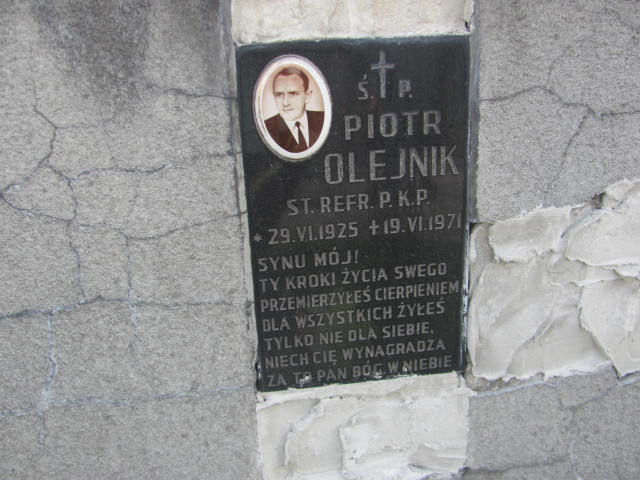 Ś. P.
PIOTR
OLEJNIK
ST. REFR. P.K.P.
* 29.VI.1925 ✝ 19.VI.1971
SYNU MÓJ!
TY KROKI ŻYCIA SWEGO
PRZEMIERZYŁEŚ CIERPIENIEM
DLA WSZYSTKICH ŻYŁEŚ
TYLKO NIE DLA SIEBIE,
NIECH CIĘ WYNAGRADZA
ZA TO PAN BÓG W NIEBIE